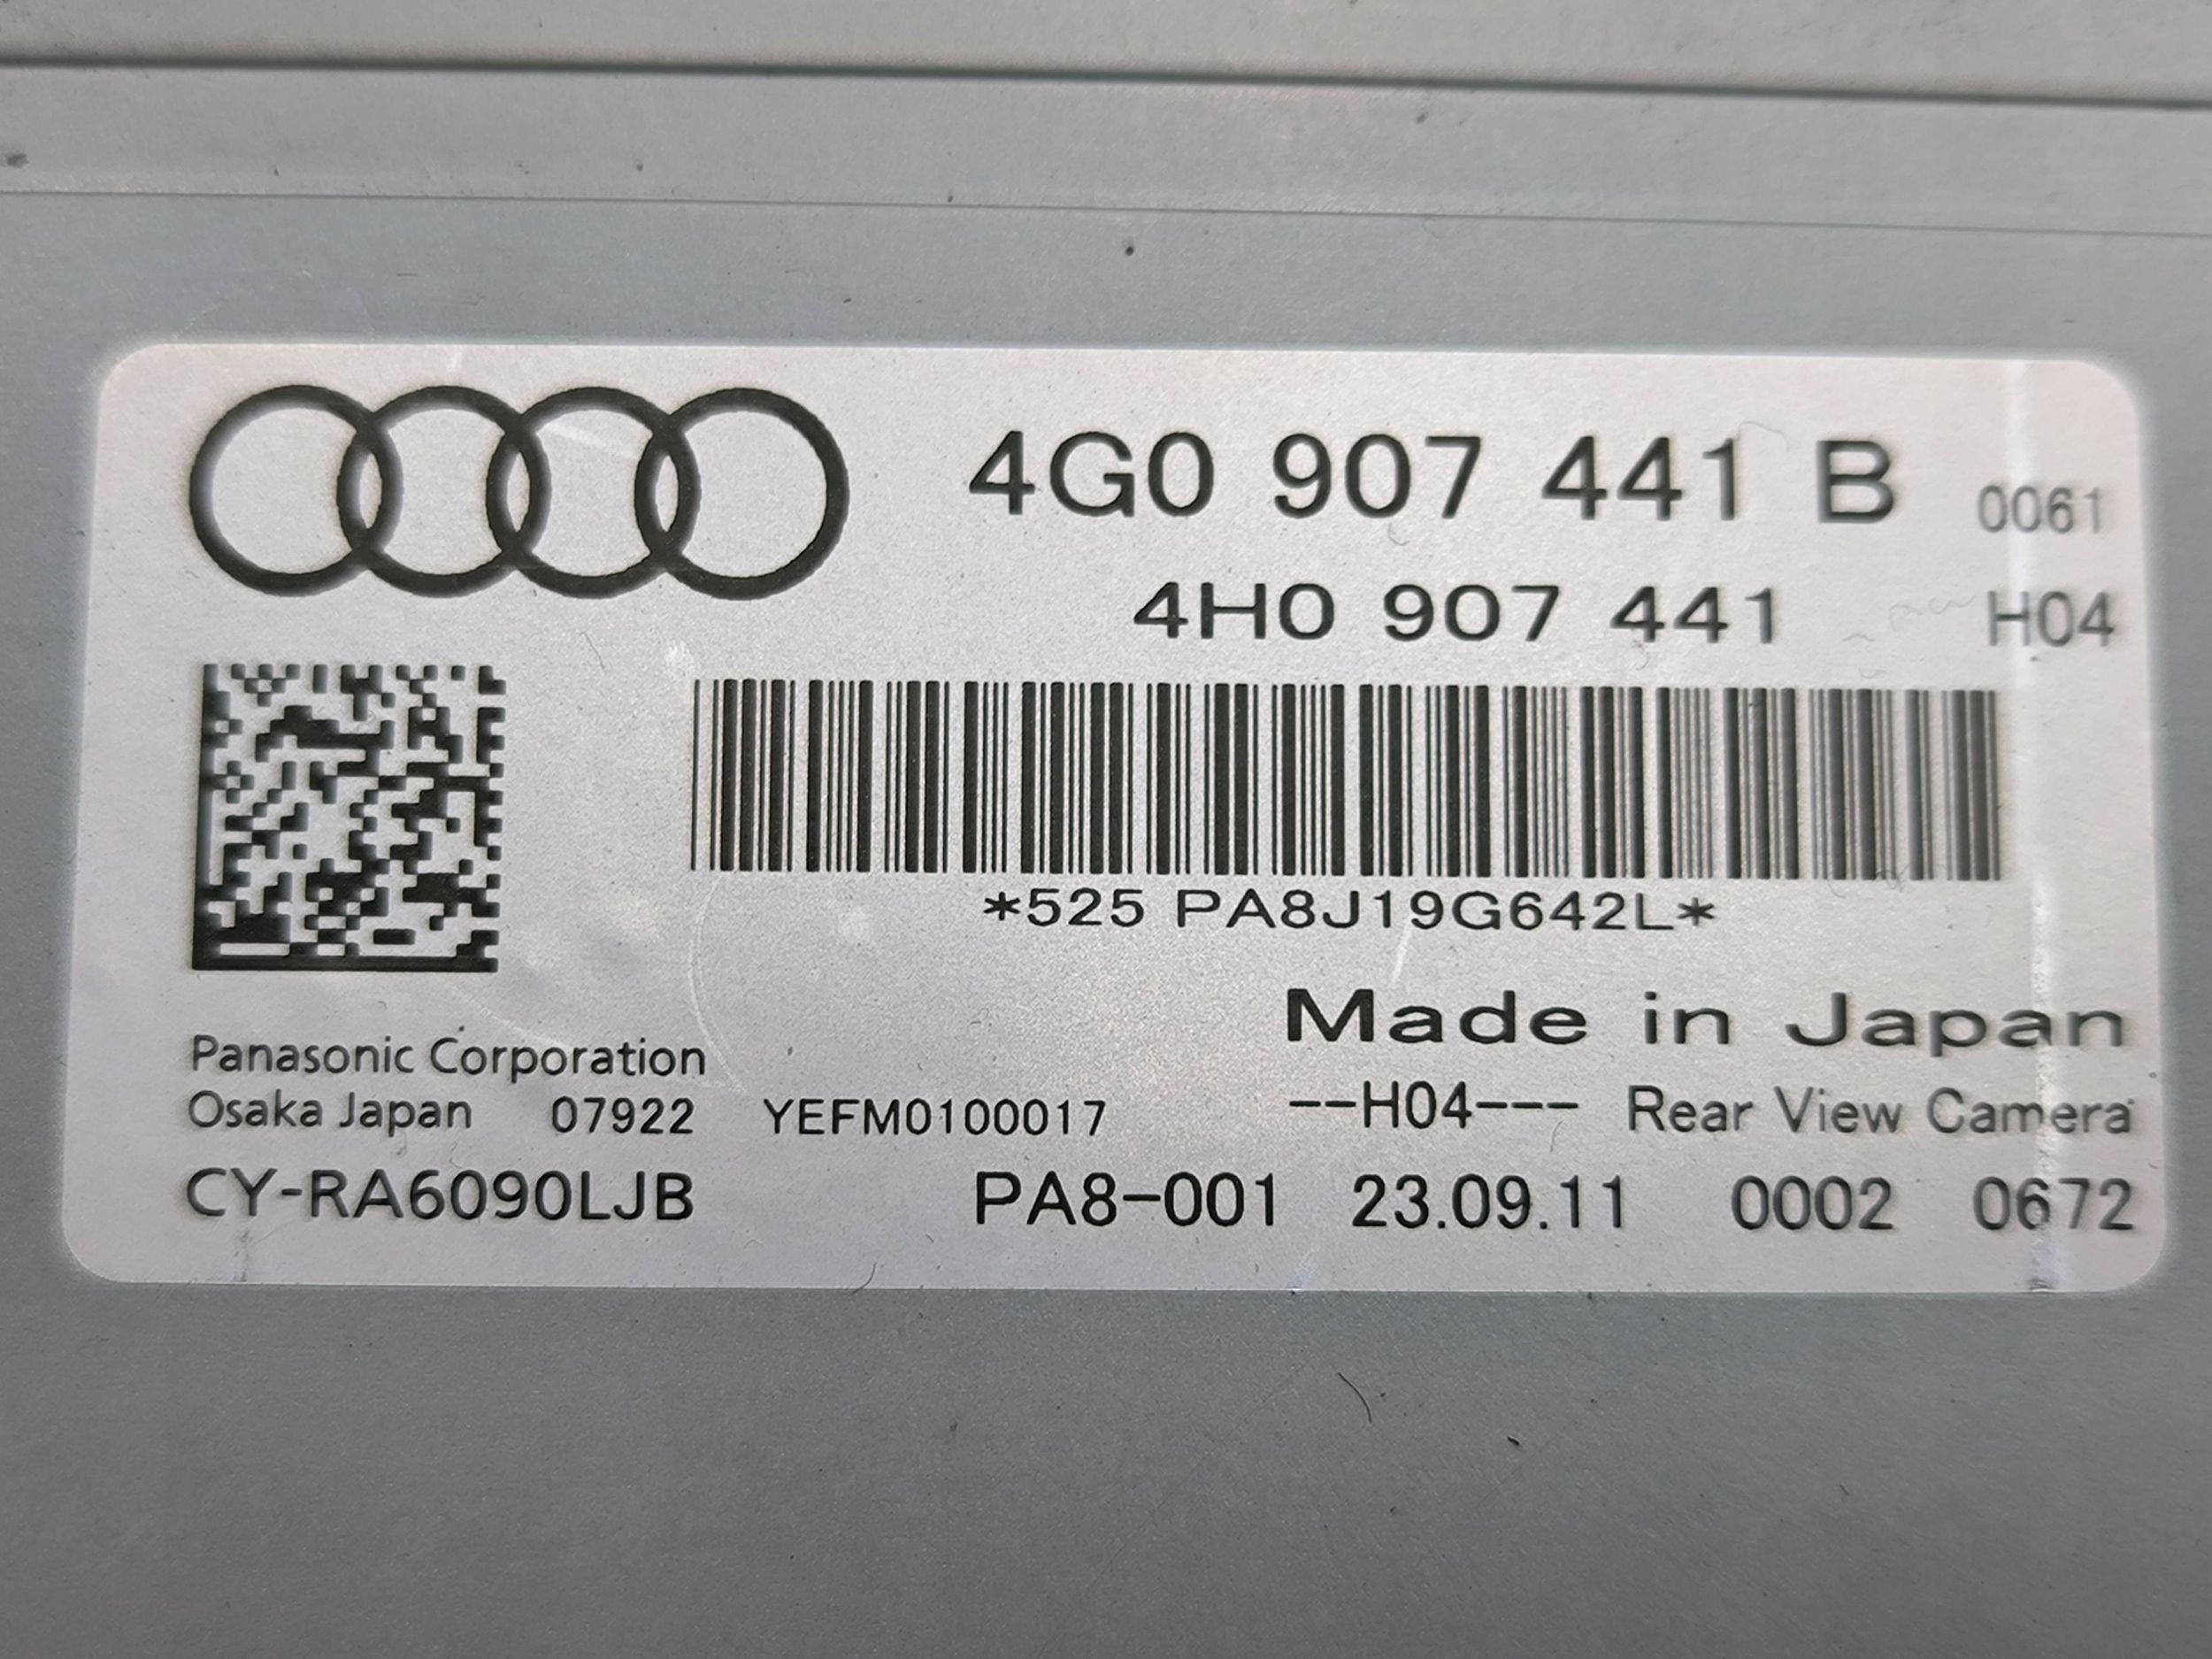 4G0 907 441 B 0061
4H0 907 441 H04
*525 PA8J19G642L*
Made in Japan
Panasonic Corporation
Osaka Japan 07922 YEFM0100017 --H04--- Rear View Camera
CY-RA6090LJB PA8-001 23.09.11 0002 0672